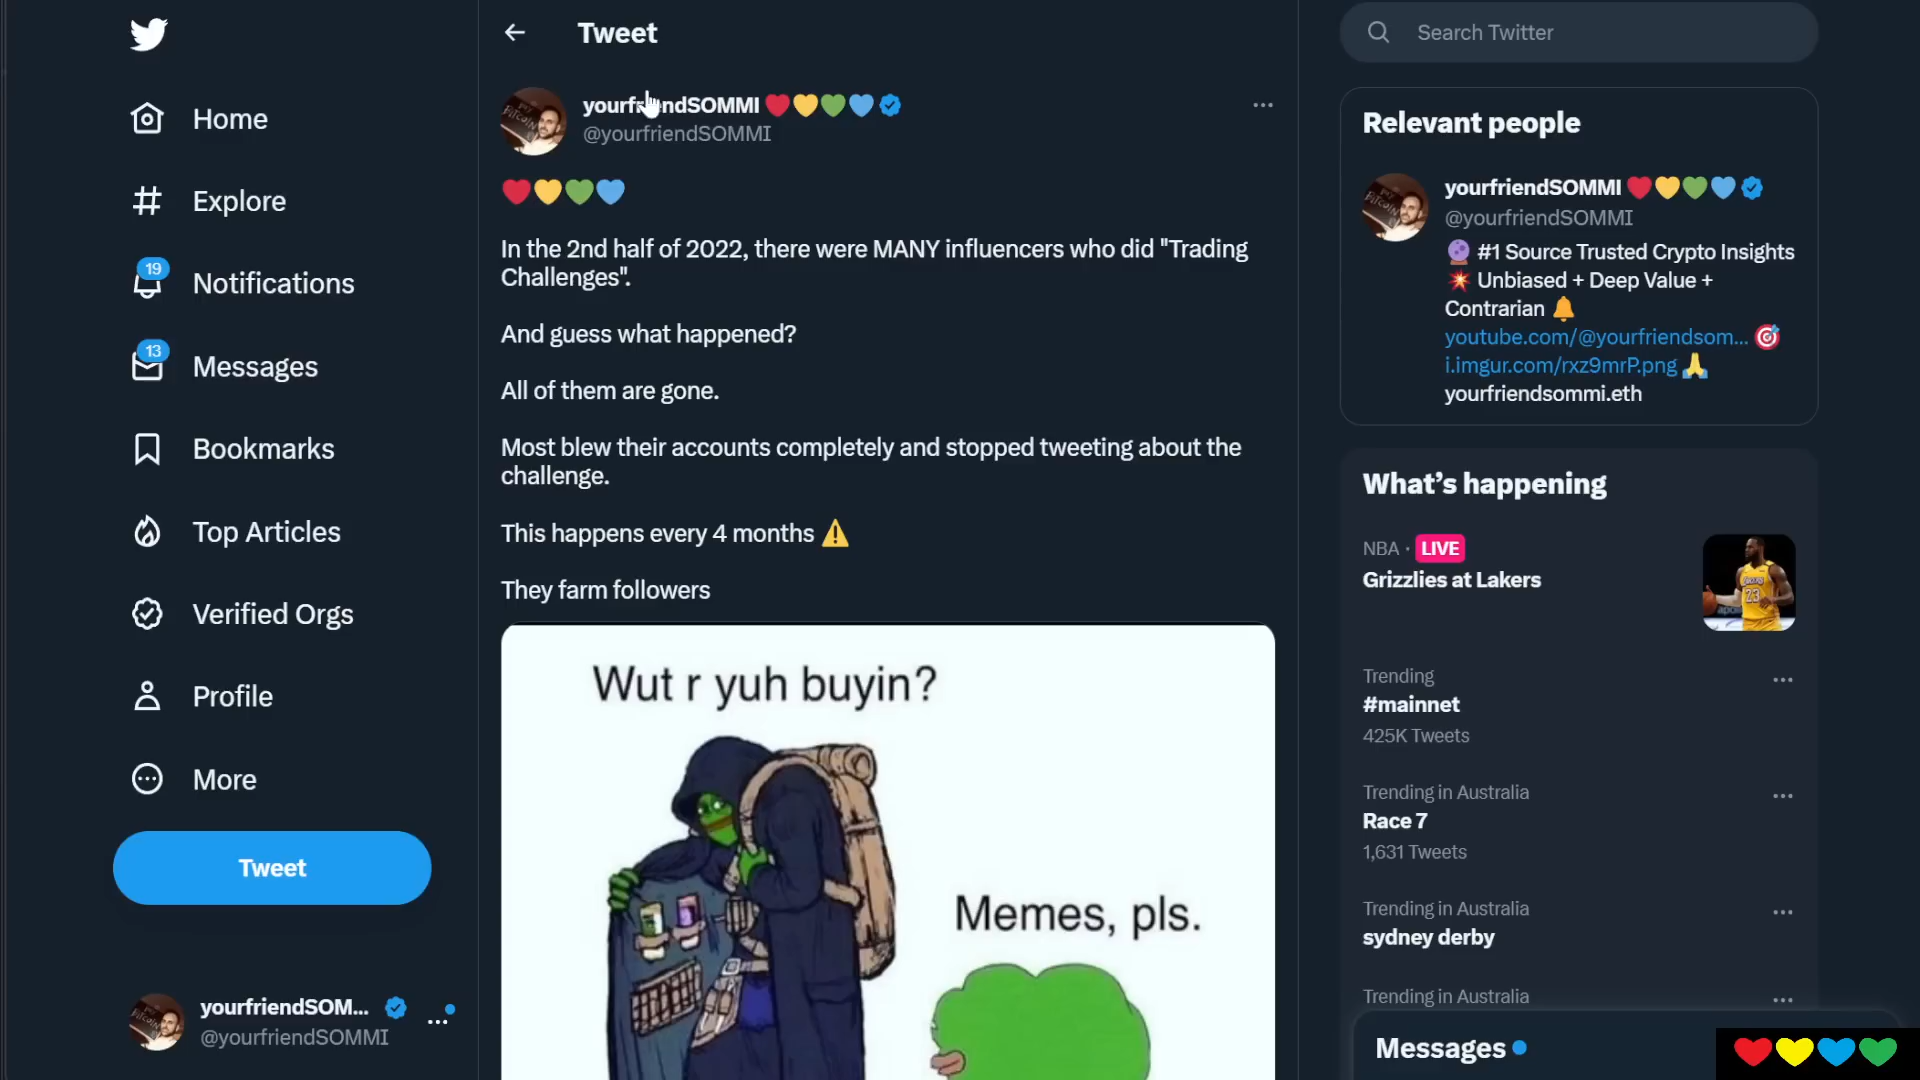 Home
Explore
19
Notifications
13
Messages
Bookmarks
Top Articles
Verified Orgs
Profile
More
Tweet
yourfriendSOM...
@yourfriendSOMMI
Tweet
yourfriendSOMMI ❤️💛💚💙
@yourfriendSOMMI
❤️💛💚💙
In the 2nd half of 2022, there were MANY influencers who did "Trading
Challenges".
And guess what happened?
All of them are gone.
Most blew their accounts completely and stopped tweeting about the
challenge.
This happens every 4 months ⚠️
They farm followers
Wut r yuh buyin?
Memes, pls.
Search Twitter
Relevant people
yourfriendSOMMI ❤️💛💚💙
@yourfriendSOMMI
🔮 #1 Source Trusted Crypto Insights
💥 Unbiased + Deep Value +
Contrarian 🔔
youtube.com/@yourfriendsom... 🎯
i.imgur.com/rxz9mrP.png 🙏
yourfriendsommi.eth
What's happening
NBA · LIVE
Grizzlies at Lakers
23
Trending
#mainnet
425K Tweets
Trending in Australia
Race 7
1,631 Tweets
Trending in Australia
sydney derby
Trending in Australia
Messages